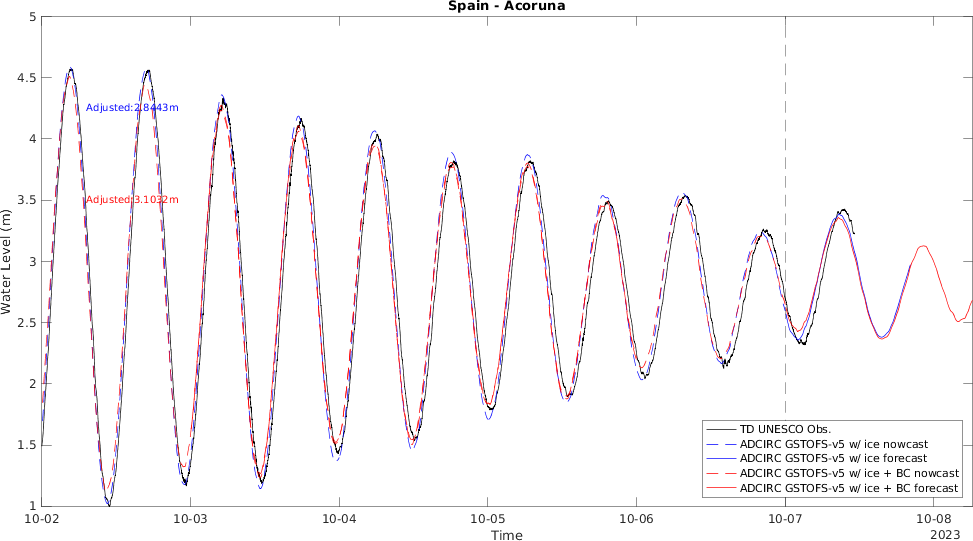 Spain - Acoruna
5
4.5
4
3.5
3
2.5
2
1.5
1
Water Level (m)
Adjusted:2.8443m
Adjusted:3.1032m
TD UNESCO Obs.
ADCIRC GSTOFS-v5 w/ ice nowcast
ADCIRC GSTOFS-v5 w/ ice forecast
ADCIRC GSTOFS-v5 w/ ice + BC nowcast
ADCIRC GSTOFS-v5 w/ ice + BC forecast
10-02 10-03 10-04 10-05 10-06 10-07 10-08
Time
2023